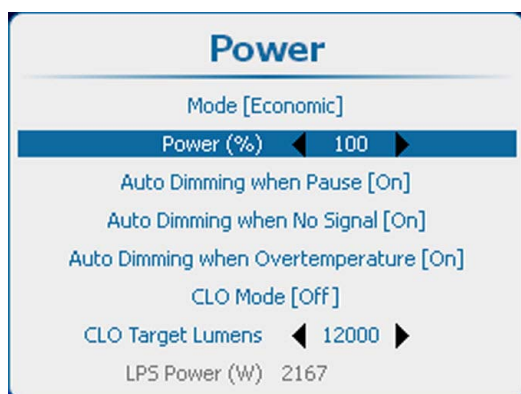 Power
Mode [Economic]
Power (%) 100
Auto Dimming when Pause [On]
Auto Dimming when No Signal [On]
Auto Dimming when Overtemperature [On]
CLO Mode [Off]
CLO Target Lumens 12000
LPS Power (W) 2167